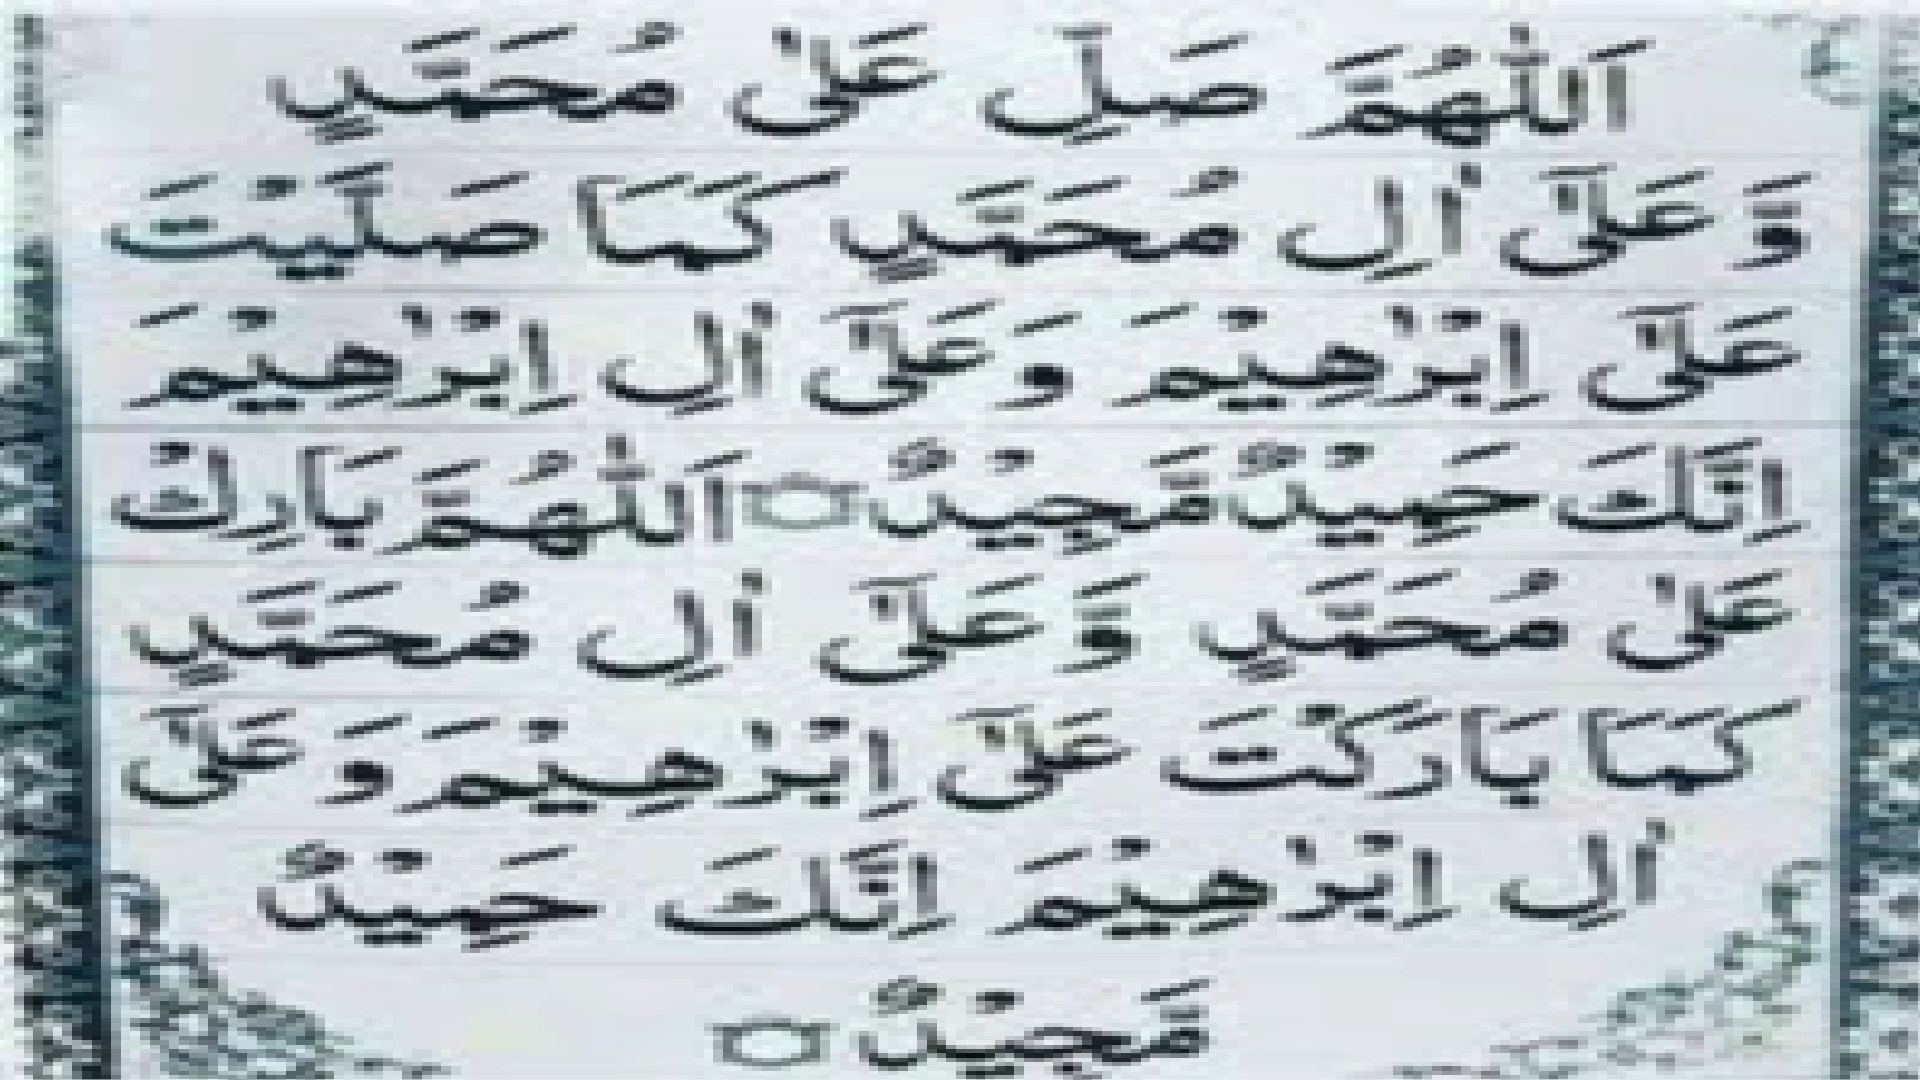 اَللّٰهُمَّ صَلِّ عَلٰى مُحَمَّدٍ
وَّعَلٰٓى اٰلِ مُحَمَّدٍ كَمَا صَلَّيْتَ
عَلٰٓى اِبْرٰهِيْمَ وَعَلٰٓى اٰلِ اِبْرٰهِيْمَ
اِنَّكَ حَمِيْدٌ مَّجِيْدٌ ۝ اَللّٰهُمَّ بَارِكْ
عَلٰى مُحَمَّدٍ وَّعَلٰٓى اٰلِ مُحَمَّدٍ
كَمَا بَارَكْتَ عَلٰٓى اِبْرٰهِيْمَ وَعَلٰٓى
اٰلِ اِبْرٰهِيْمَ اِنَّكَ حَمِيْدٌ
مَّجِيْدٌ ۝